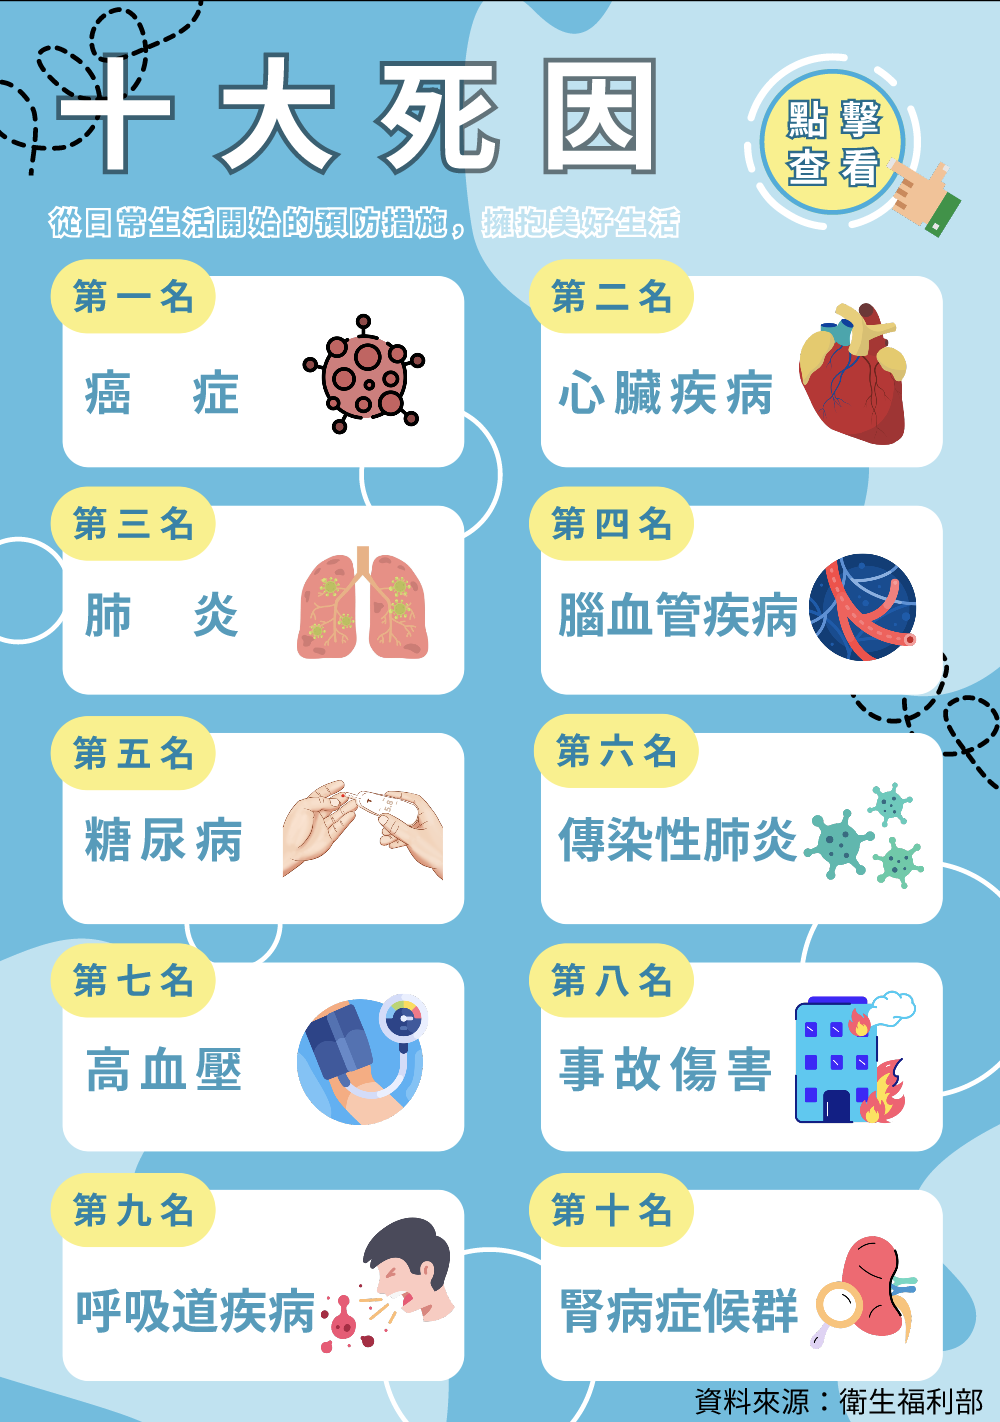 十大死因
點擊
查看
從日常生活開始的預防措施，擁抱美好生活
第一名
癌 症
第二名
心臟疾病
第三名
肺 炎
第四名
腦血管疾病
第五名
糖尿病
第六名
傳染性肺炎
第七名
高血壓
第八名
事故傷害
第九名
呼吸道疾病
第十名
腎病症候群
資料來源：衛生福利部